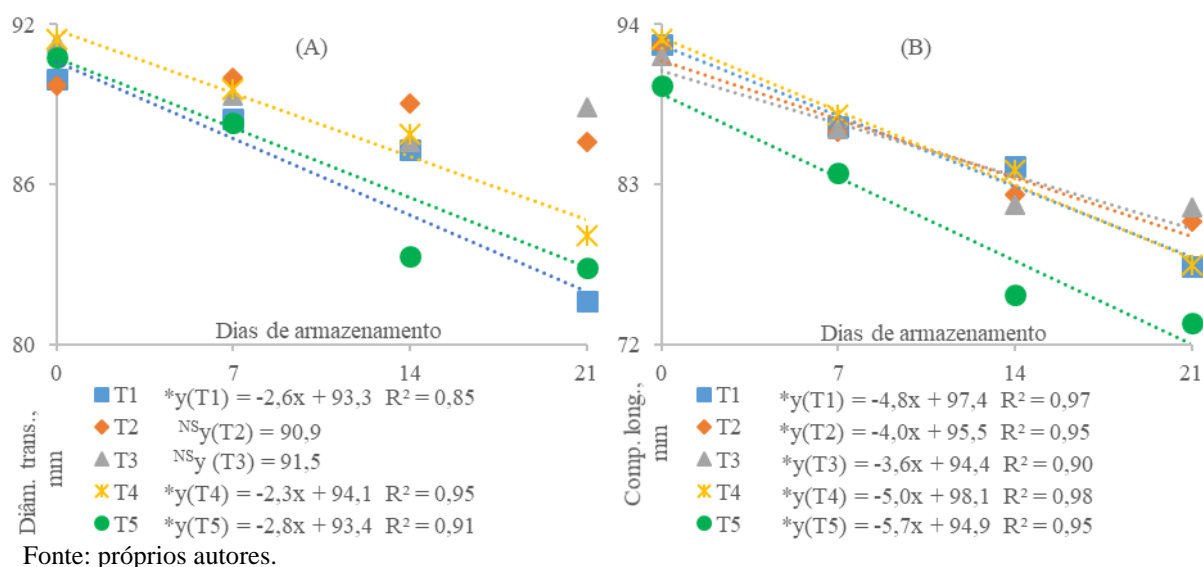 92
(A)
86
80
Dias de armazenamento
0 7 14 21
Diâm. trans., mm
T1 *y(T1) = -2,6x + 93,3 R² = 0,85
T2 NSy(T2) = 90,9
T3 NSy (T3) = 91,5
T4 *y(T4) = -2,3x + 94,1 R² = 0,95
T5 *y(T5) = -2,8x + 93,4 R² = 0,91
94
(B)
83
72
Dias de armazenamento
0 7 14 21
Comp. long., mm
T1 *y(T1) = -4,8x + 97,4 R² = 0,97
T2 *y(T2) = -4,0x + 95,5 R² = 0,95
T3 *y(T3) = -3,6x + 94,4 R² = 0,90
T4 *y(T4) = -5,0x + 98,1 R² = 0,98
T5 *y(T5) = -5,7x + 94,9 R² = 0,95
Fonte: próprios autores.